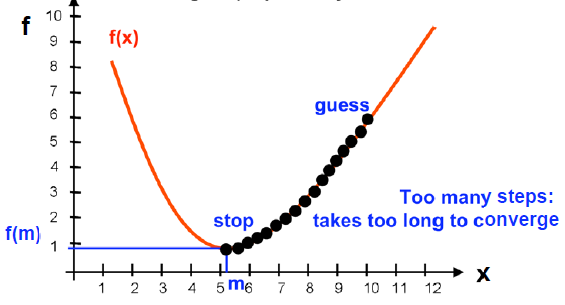 f
10
f(x)
9
8
7
guess
6
5
4
3
Too many steps:
2
stop
takes too long to converge
f(m)
1
x
m
1 2 3 4 5 6 7 8 9 10 11 12